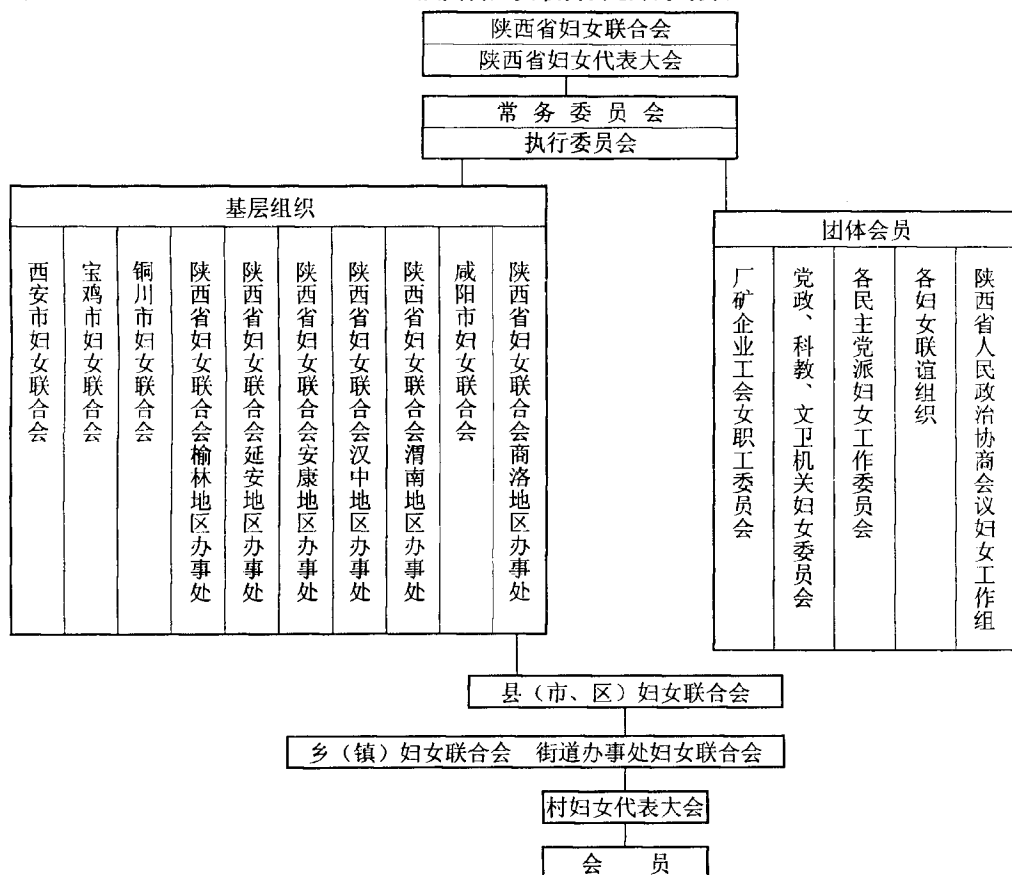 陕西省妇女联合会
陕西省妇女代表大会
常务委员会
执行委员会
基层组织
西安市妇女联合会
宝鸡市妇女联合会
铜川市妇女联合会
陕西省妇女联合会榆林地区办事处
陕西省妇女联合会延安地区办事处
陕西省妇女联合会安康地区办事处
陕西省妇女联合会汉中地区办事处
陕西省妇女联合会渭南地区办事处
咸阳市妇女联合会
陕西省妇女联合会商洛地区办事处
团体会员
厂矿企业工会女职工委员会
党政、科教、文卫机关妇女委员会
各民主党派妇女工作委员会
各妇女联谊组织
陕西省人民政治协商会议妇女工作组
县（市、区）妇女联合会
乡（镇）妇女联合会 街道办事处妇女联合会
村妇女代表大会
会 员